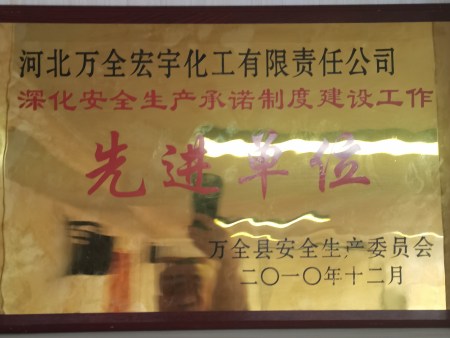 河北万全宏宇化工有限责任公司
深化安全生产承诺制度建设工作
先进单位
万全县安全生产委员会
二〇一〇年十二月